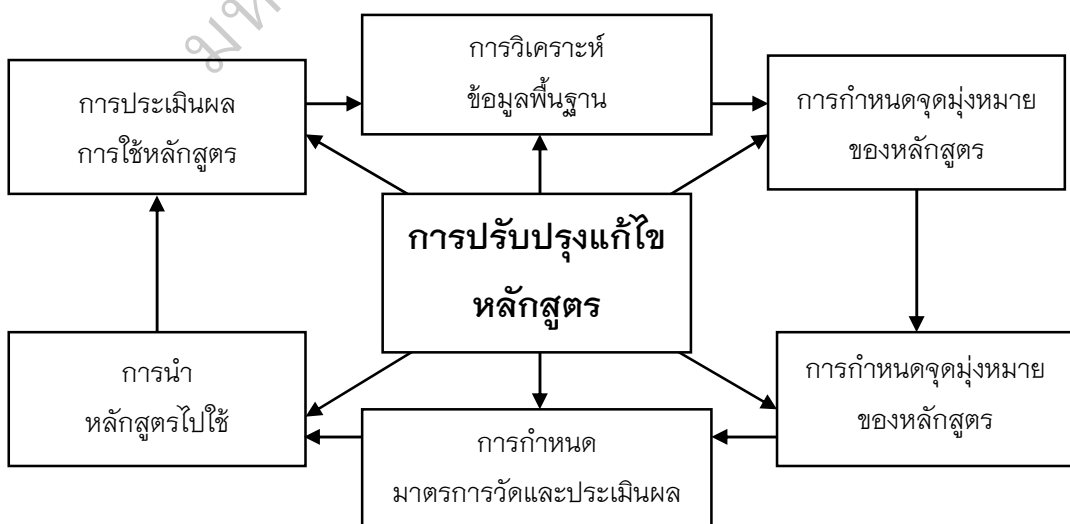 การวิเคราะห์
ข้อมูลพื้นฐาน
การประเมินผล
การใช้หลักสูตร
การกำหนดจุดมุ่งหมาย
ของหลักสูตร
การปรับปรุงแก้ไข
หลักสูตร
การนำ
หลักสูตรไปใช้
การกำหนดจุดมุ่งหมาย
ของหลักสูตร
การกำหนด
มาตรการวัดและประเมินผล